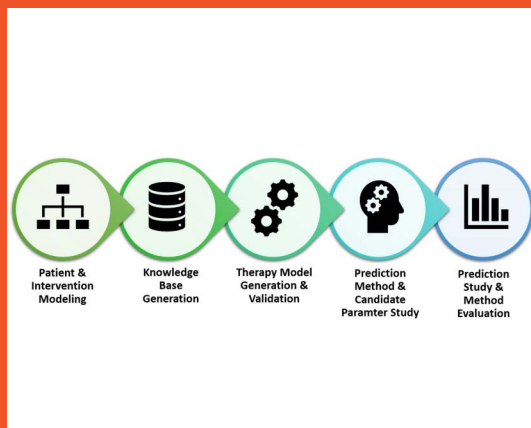 Patient &
Intervention
Modeling
Knowledge
Base
Generation
Therapy Model
Generation &
Validation
Prediction
Method &
Candidate
Paramter Study
Prediction
Study &
Method
Evaluation